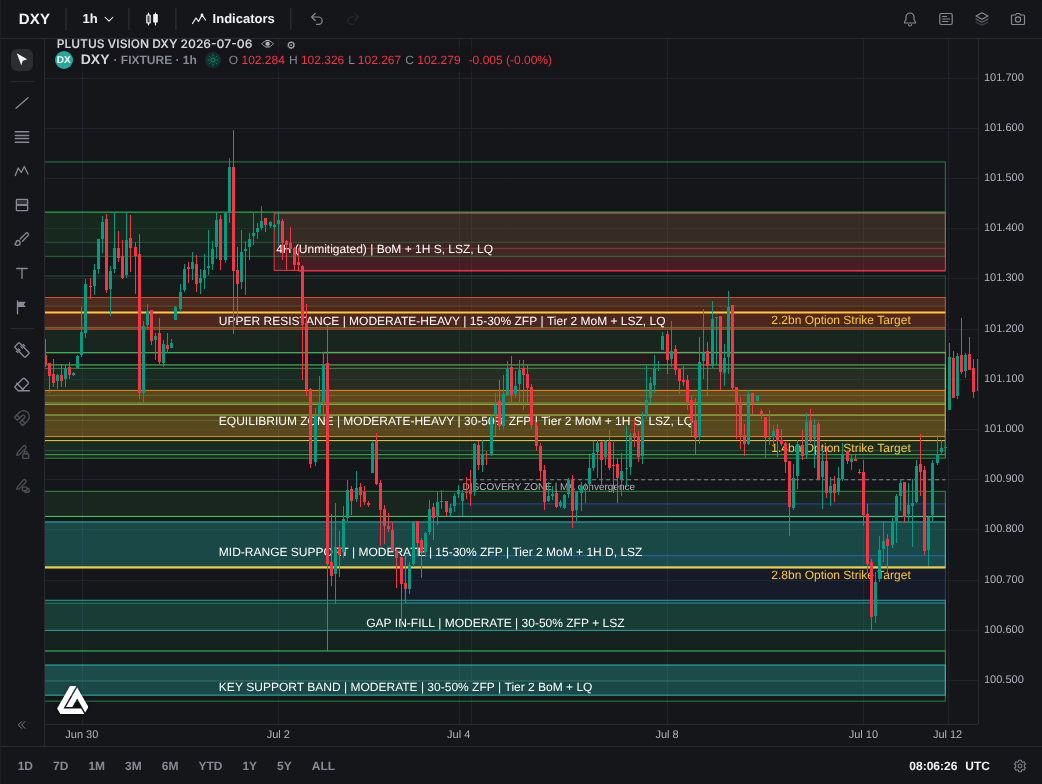 DXY 1h Indicators
PLUTUS VISION DXY 2026-07-06
DX DXY · FIXTURE · 1h O 102.284 H 102.326 L 102.267 C 102.279 -0.005 (-0.00%)
101.700
101.600
101.500
101.400
4H (Unmitigated) | BoM + 1H S, LSZ, LQ
101.300
UPPER RESISTANCE | MODERATE-HEAVY | 15-30% ZFP | Tier 2 MoM + LSZ, LQ
2.2bn Option Strike Target
101.200
101.100
EQUILIBRIUM ZONE | MODERATE-HEAVY | 30-50% ZFP | Tier 2 MoM + 1H S, LSZ, LQ
101.000
1.4bn Option Strike Target
100.900
DISCOVERY ZONE | MA convergence
100.800
MID-RANGE SUPPORT | MODERATE | 15-30% ZFP | Tier 2 MoM + 1H D, LSZ
2.8bn Option Strike Target
100.700
GAP IN-FILL | MODERATE | 30-50% ZFP + LSZ
100.600
KEY SUPPORT BAND | MODERATE | 30-50% ZFP | Tier 2 BoM + LQ
100.500
Jun 30 Jul 2 Jul 4 Jul 8 Jul 10 Jul 12
1D 7D 1M 3M 6M YTD 1Y 5Y ALL 08:06:26 UTC